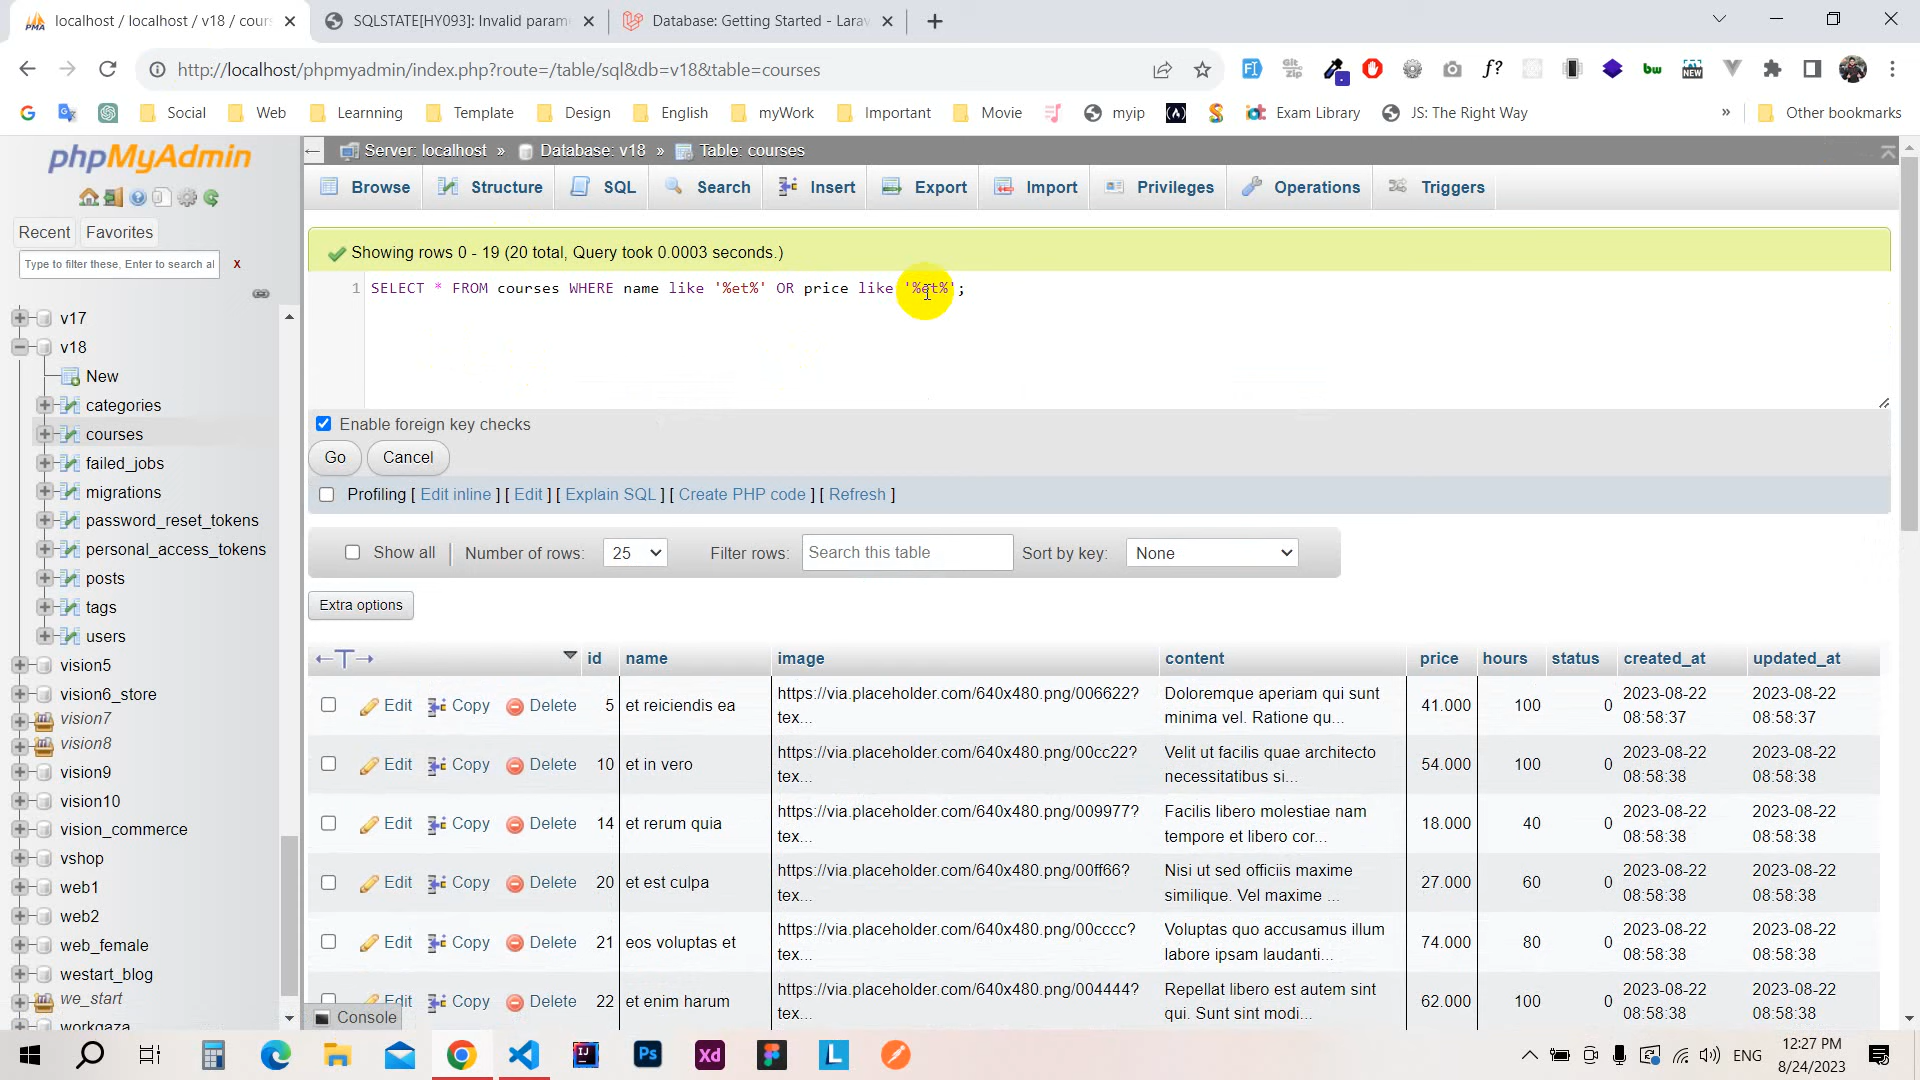 localhost / localhost / v18 / cours
SQLSTATE[HY093]: Invalid param
Database: Getting Started - Larav
http://localhost/phpmyadmin/index.php?route=/table/sql&db=v18&table=courses
Social
Web
Learnning
Template
Design
English
myWork
Important
Movie
myip
Exam Library
JS: The Right Way
»
Other bookmarks
phpMyAdmin
Server: localhost » Database: v18 » Table: courses
Browse
Structure
SQL
Search
Insert
Export
Import
Privileges
Operations
Triggers
Recent
Favorites
Type to filter these, Enter to search al
X
v17
v18
New
categories
courses
failed_jobs
migrations
password_reset_tokens
personal_access_tokens
posts
tags
users
vision5
vision6_store
vision7
vision8
vision9
vision10
vision_commerce
vshop
web1
web2
web_female
westart_blog
we_start
workgaza
Showing rows 0 - 19 (20 total, Query took 0.0003 seconds.)
1 SELECT * FROM courses WHERE name like '%et%' OR price like '%et%';
Enable foreign key checks
Go
Cancel
Profiling [ Edit inline ] [ Edit ] [ Explain SQL ] [ Create PHP code ] [ Refresh ]
Show all
Number of rows: 25
Filter rows: Search this table
Sort by key: None
Extra options
id name image content price hours status created_at updated_at
Edit Copy Delete 5 et reiciendis ea https://via.placeholder.com/640x480.png/006622? Doloremque aperiam qui sunt 41.000 100 0 2023-08-22 2023-08-22
tex... minima vel. Ratione qu... 08:58:37 08:58:37
Edit Copy Delete 10 et in vero https://via.placeholder.com/640x480.png/00cc22? Velit ut facilis quae architecto 54.000 100 0 2023-08-22 2023-08-22
tex... necessitatibus si... 08:58:38 08:58:38
Edit Copy Delete 14 et rerum quia https://via.placeholder.com/640x480.png/009977? Facilis libero molestiae nam 18.000 40 0 2023-08-22 2023-08-22
tex... tempore et libero cor... 08:58:38 08:58:38
Edit Copy Delete 20 et est culpa https://via.placeholder.com/640x480.png/00ff66? Nisi ut sed officiis maxime 27.000 60 0 2023-08-22 2023-08-22
tex... similique. Vel maxime ... 08:58:38 08:58:38
Edit Copy Delete 21 eos voluptas et https://via.placeholder.com/640x480.png/00cccc? Voluptas quo accusamus illum 74.000 80 0 2023-08-22 2023-08-22
tex... labore ipsam laudanti... 08:58:38 08:58:38
Edit Copy Delete 22 et enim harum https://via.placeholder.com/640x480.png/004444? Repellat libero est autem sint 62.000 100 0 2023-08-22 2023-08-22
tex... qui. Sunt sint modi... 08:58:38 08:58:38
Console
ENG
12:27 PM
8/24/2023